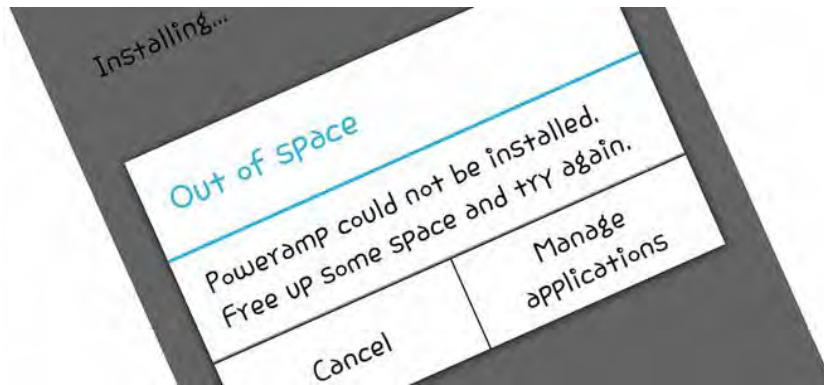 Installing...
Out of space
Poweramp could not be installed.
Free up some space and try again.
Cancel
Manage
applications